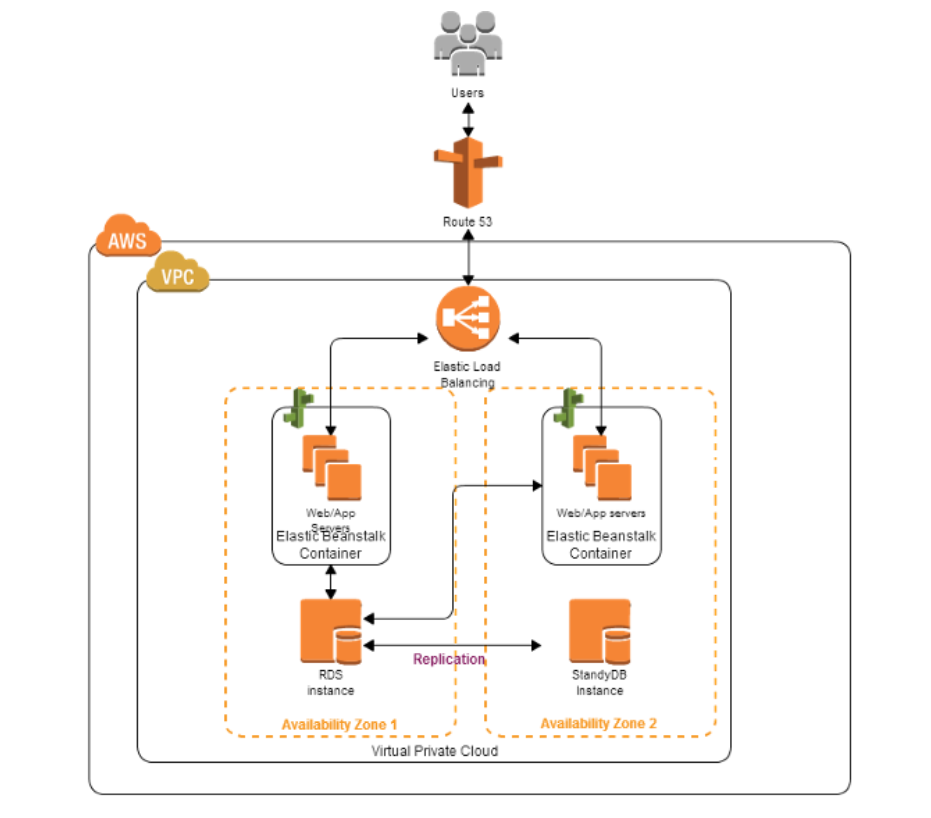 Users
Route 53
AWS
VPC
Elastic Load
Balancing
Web/App
Servers
Elastic Beanstalk
Container
Web/App servers
Elastic Beanstalk
Container
Replication
RDS
instance
StandyDB
Instance
Availability Zone 1
Availability Zone 2
Virtual Private Cloud